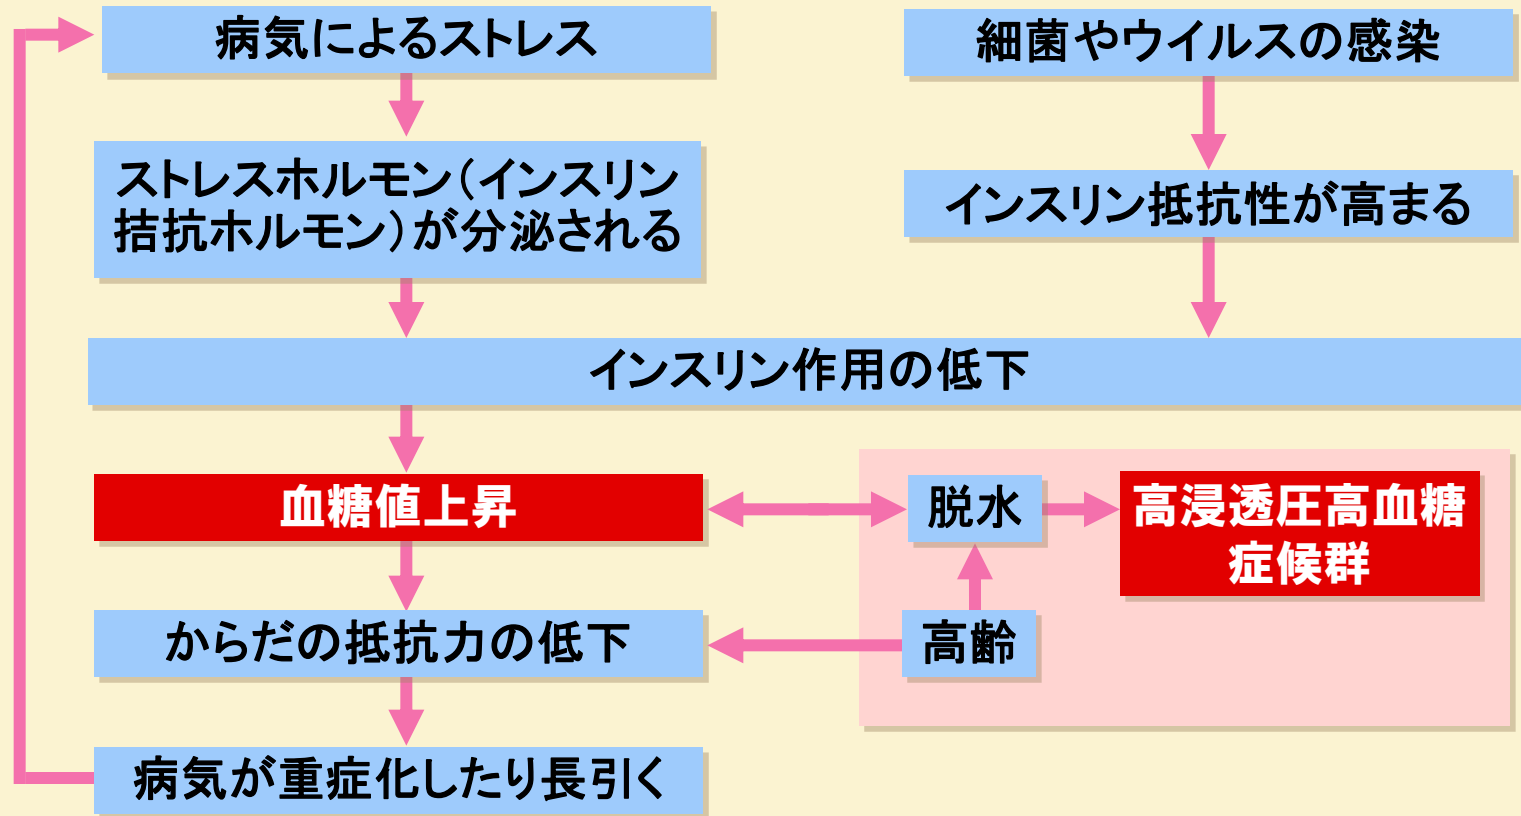 病気によるストレス
細菌やウイルスの感染
ストレスホルモン（インスリン
拮抗ホルモン）が分泌される
インスリン抵抗性が高まる
インスリン作用の低下
血糖値上昇
脱水
高浸透圧高血糖
症候群
からだの抵抗力の低下
高齢
病気が重症化したり長引く